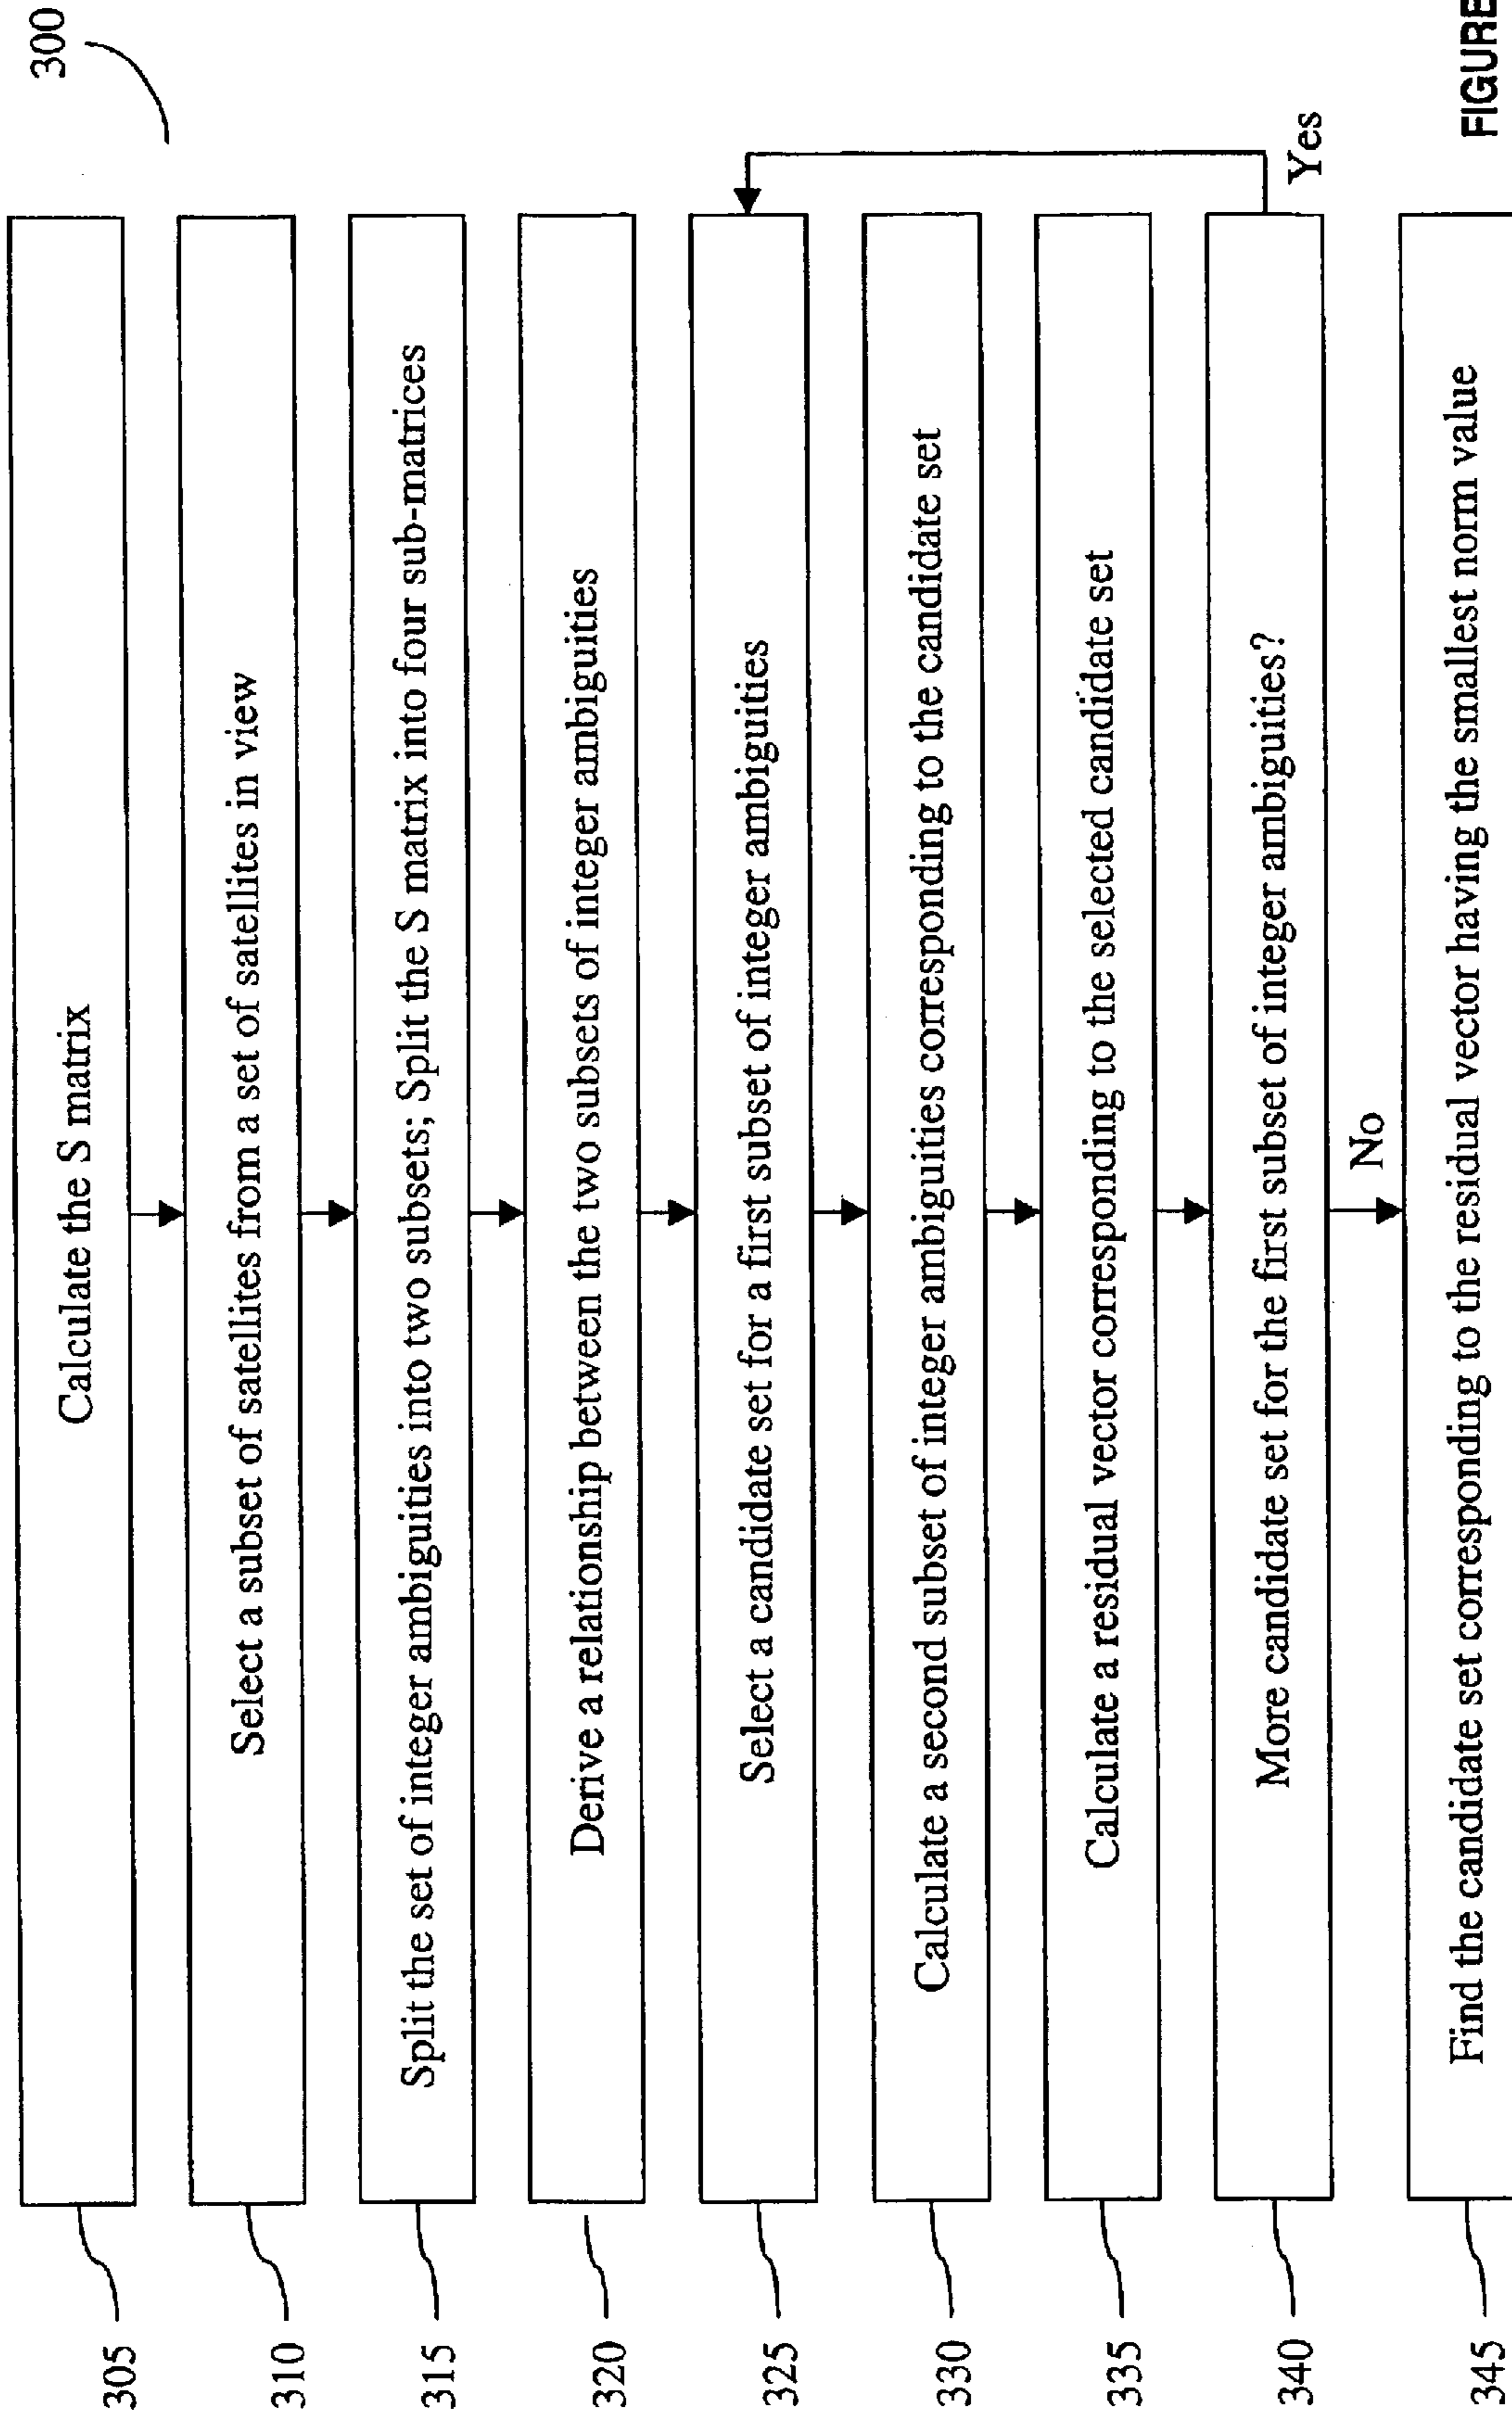 300
305
Calculate the S matrix
310
Select a subset of satellites from a set of satellites in view
315
Split the set of integer ambiguities into two subsets; Split the S matrix into four sub-matrices
320
Derive a relationship between the two subsets of integer ambiguities
325
Select a candidate set for a first subset of integer ambiguities
330
Calculate a second subset of integer ambiguities corresponding to the candidate set
335
Calculate a residual vector corresponding to the selected candidate set
340
More candidate set for the first subset of integer ambiguities?
Yes
No
345
Find the candidate set corresponding to the residual vector having the smallest norm value
FIGURE